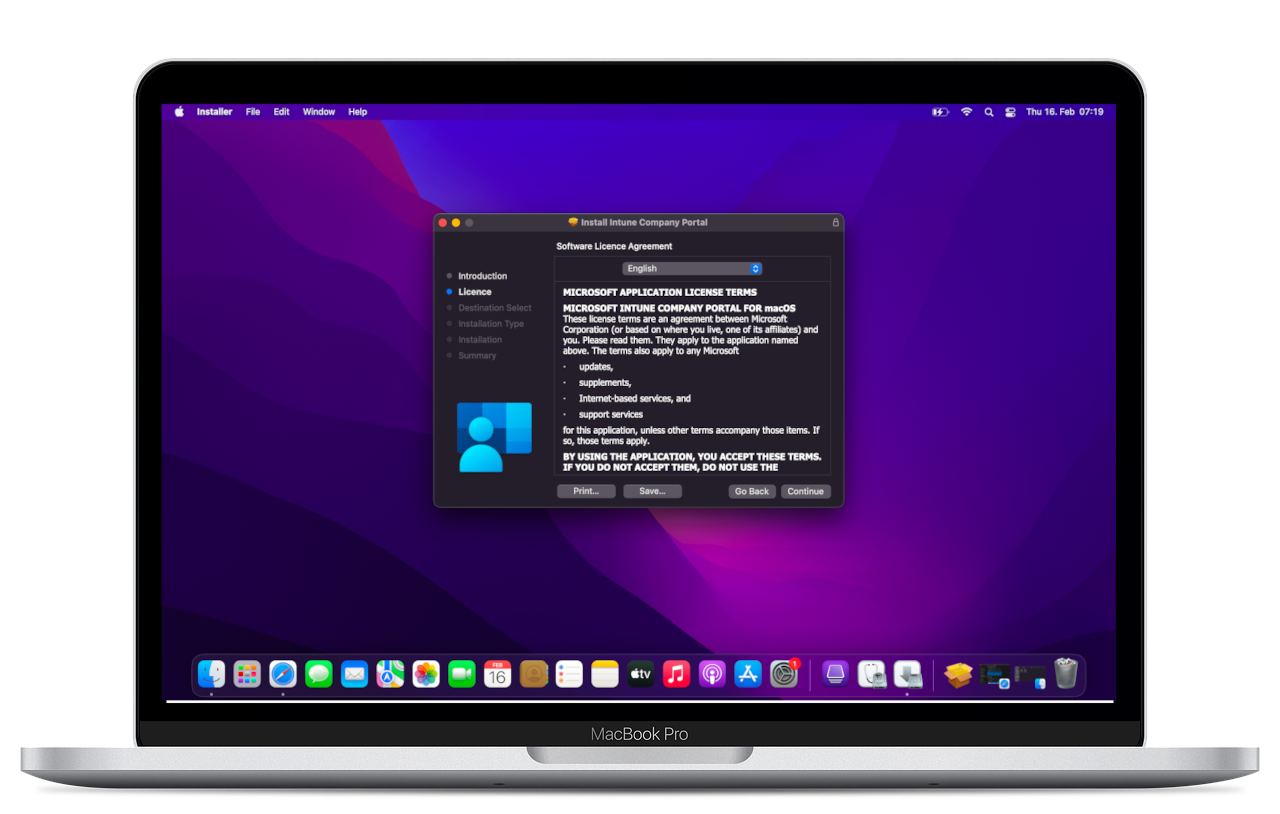 Installer File Edit Window Help Thu 16. Feb 07:19
Install Intune Company Portal
Software Licence Agreement
English
Introduction
Licence
Destination Select
Installation Type
Installation
Summary
MICROSOFT APPLICATION LICENSE TERMS
MICROSOFT INTUNE COMPANY PORTAL FOR macOS
These license terms are an agreement between Microsoft
Corporation (or based on where you live, one of its affiliates) and
you. Please read them. They apply to the application named
above. The terms also apply to any Microsoft
· updates,
· supplements,
· Internet-based services, and
· support services
for this application, unless other terms accompany those items. If
so, those terms apply.
BY USING THE APPLICATION, YOU ACCEPT THESE TERMS.
IF YOU DO NOT ACCEPT THEM, DO NOT USE THE
Print... Save... Go Back Continue
FEB
16
tv
1
MacBook Pro